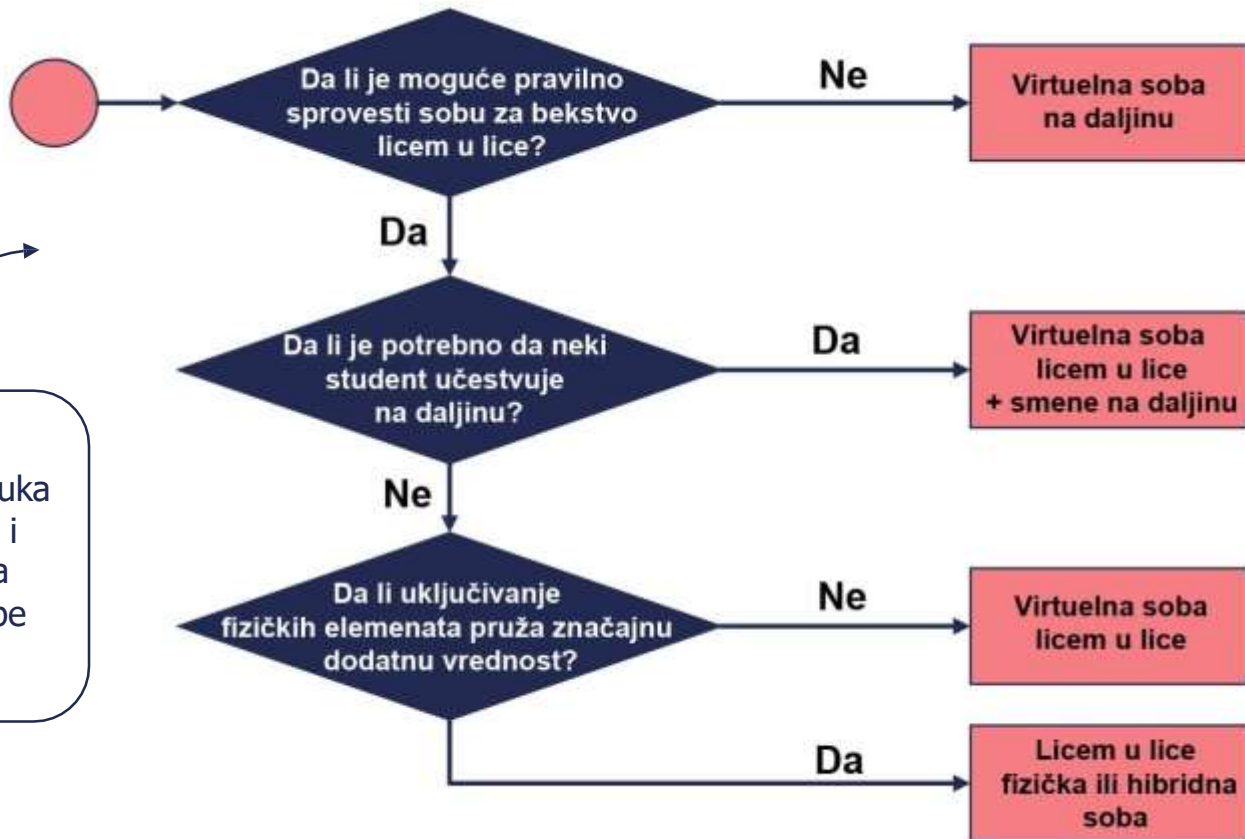 Da li je moguće pravilno
sprovesti sobu za bekstvo
licem u lice?
Ne
Virtuelna soba
na daljinu
Da
Da li je potrebno da neki
student učestvuje
na daljinu?
Da
Virtuelna soba
licem u lice
+ smene na daljinu
Ne
Da li uključivanje
fizičkih elemenata pruža značajnu
dodatnu vrednost?
Ne
Virtuelna soba
licem u lice
Da
Licem u lice
fizička ili hibridna
soba
uka
i
a
be